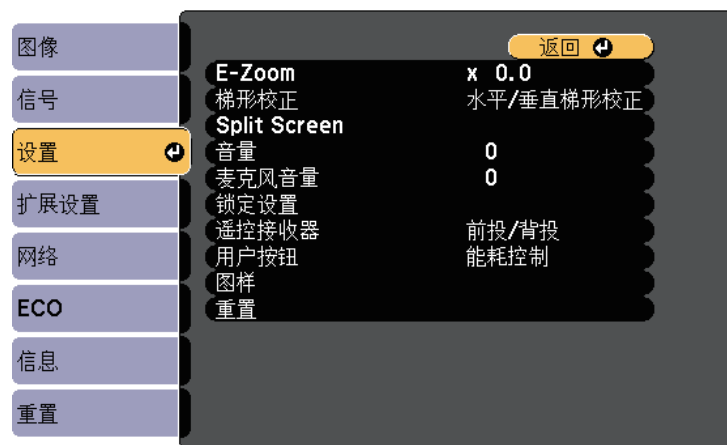 图像
信号
设置
扩展设置
网络
ECO
信息
重置
返回
E-Zoom x 0.0
梯形校正 水平/垂直梯形校正
Split Screen
音量 0
麦克风音量 0
锁定设置
遥控接收器 前投/背投
用户按钮 能耗控制
图样
重置